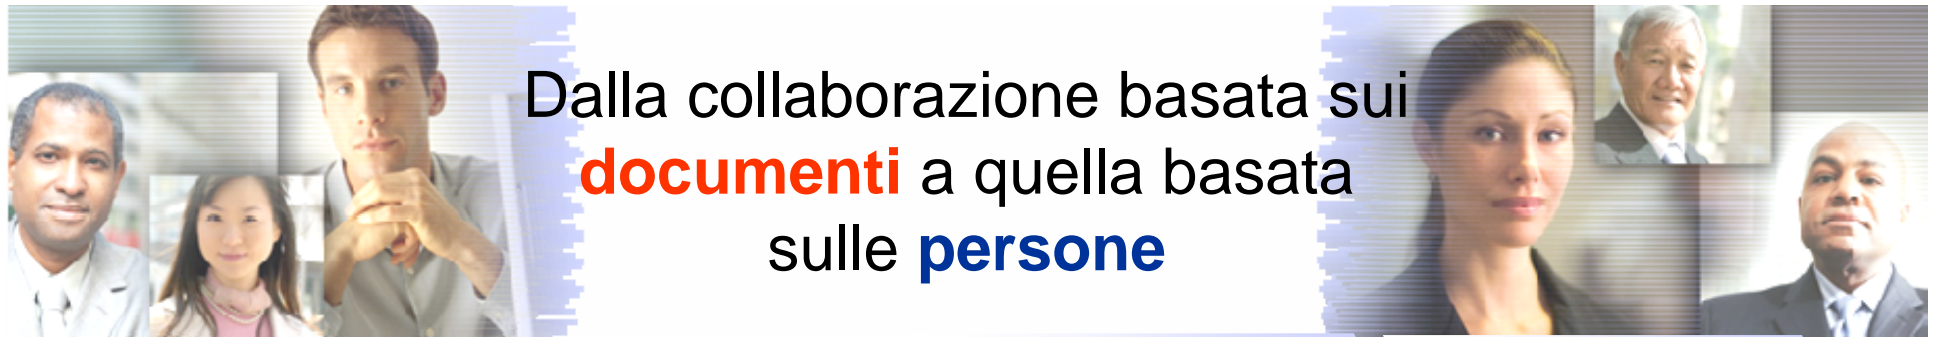 Dalla collaborazione basata sui
documenti a quella basata
sulle persone